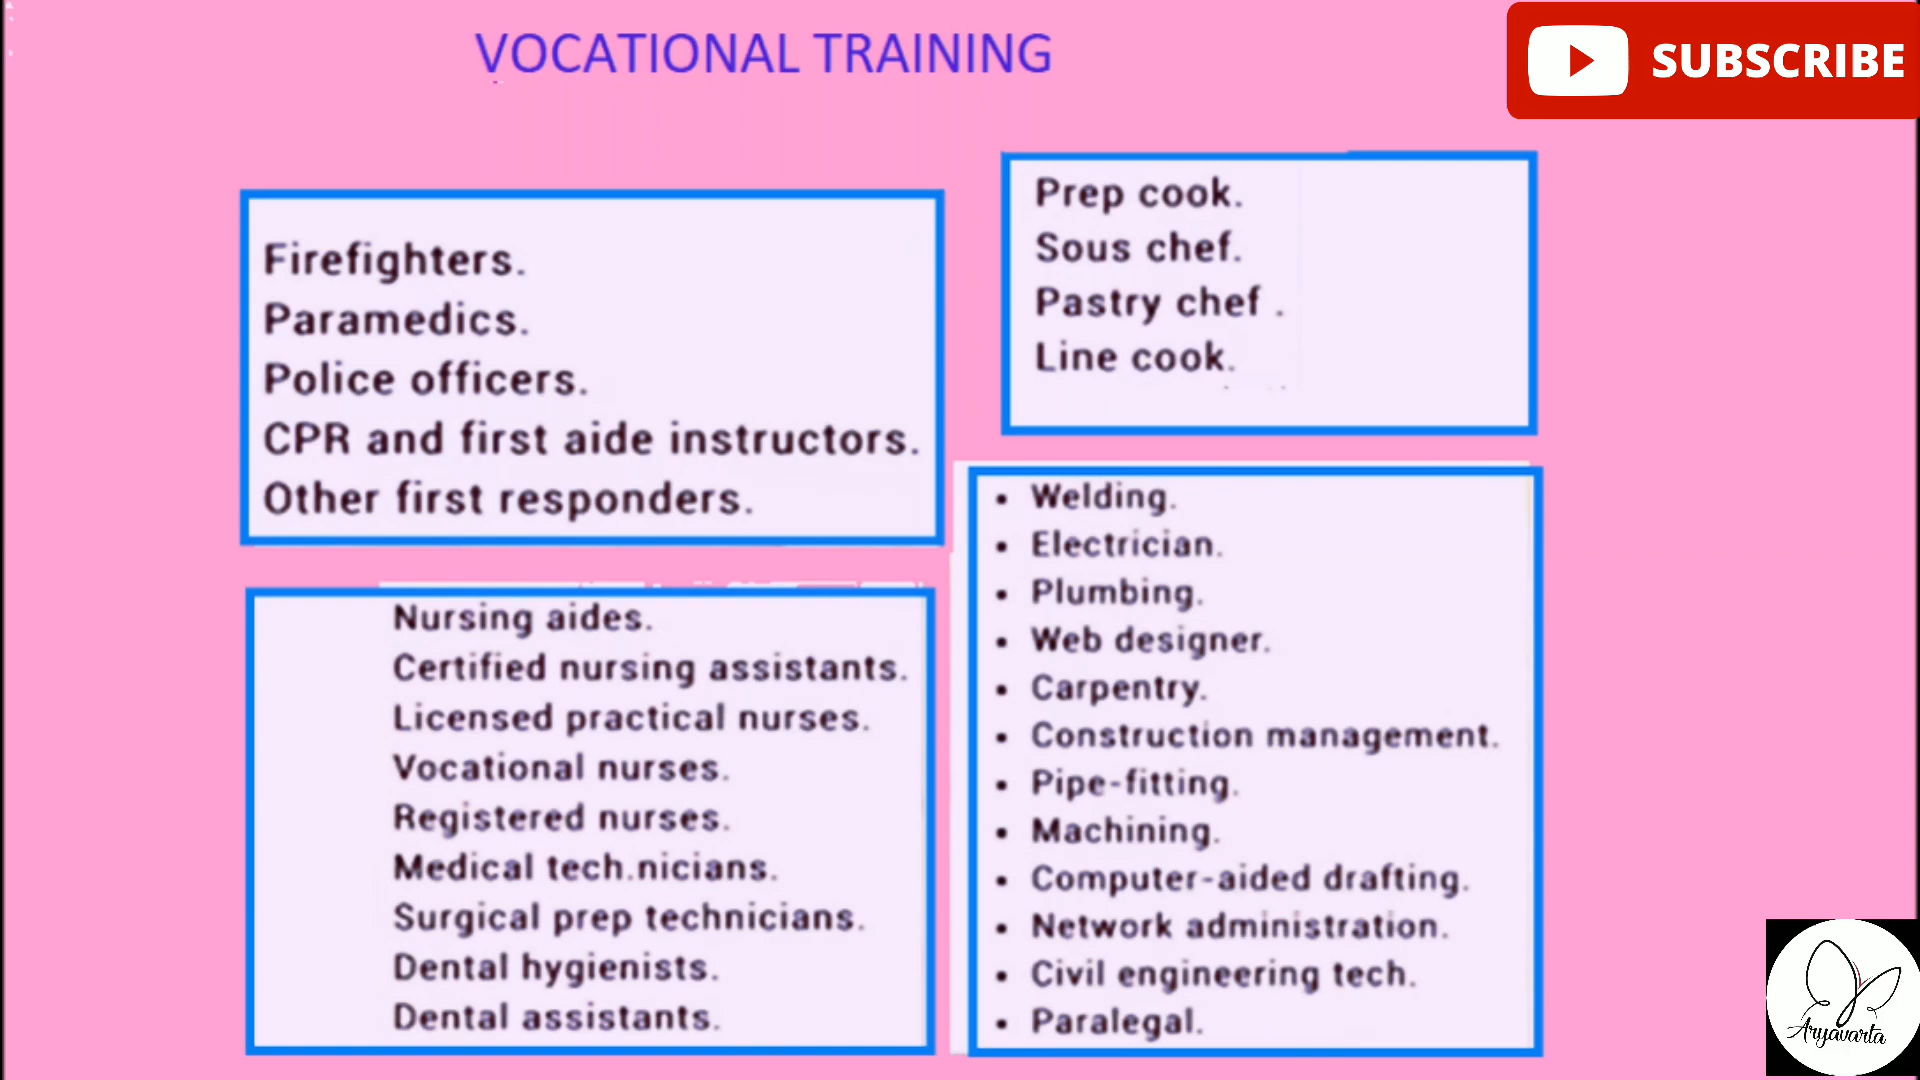 VOCATIONAL TRAINING
SUBSCRIBE
Firefighters.
Paramedics.
Police officers.
CPR and first aide instructors.
Other first responders.
Prep cook.
Sous chef.
Pastry chef .
Line cook.
Nursing aides.
Certified nursing assistants.
Licensed practical nurses.
Vocational nurses.
Registered nurses.
Medical tech.nicians.
Surgical prep technicians.
Dental hygienists.
Dental assistants.
• Welding.
• Electrician.
• Plumbing.
• Web designer.
• Carpentry.
• Construction management.
• Pipe-fitting.
• Machining.
• Computer-aided drafting.
• Network administration.
• Civil engineering tech.
• Paralegal.
Aryavarta